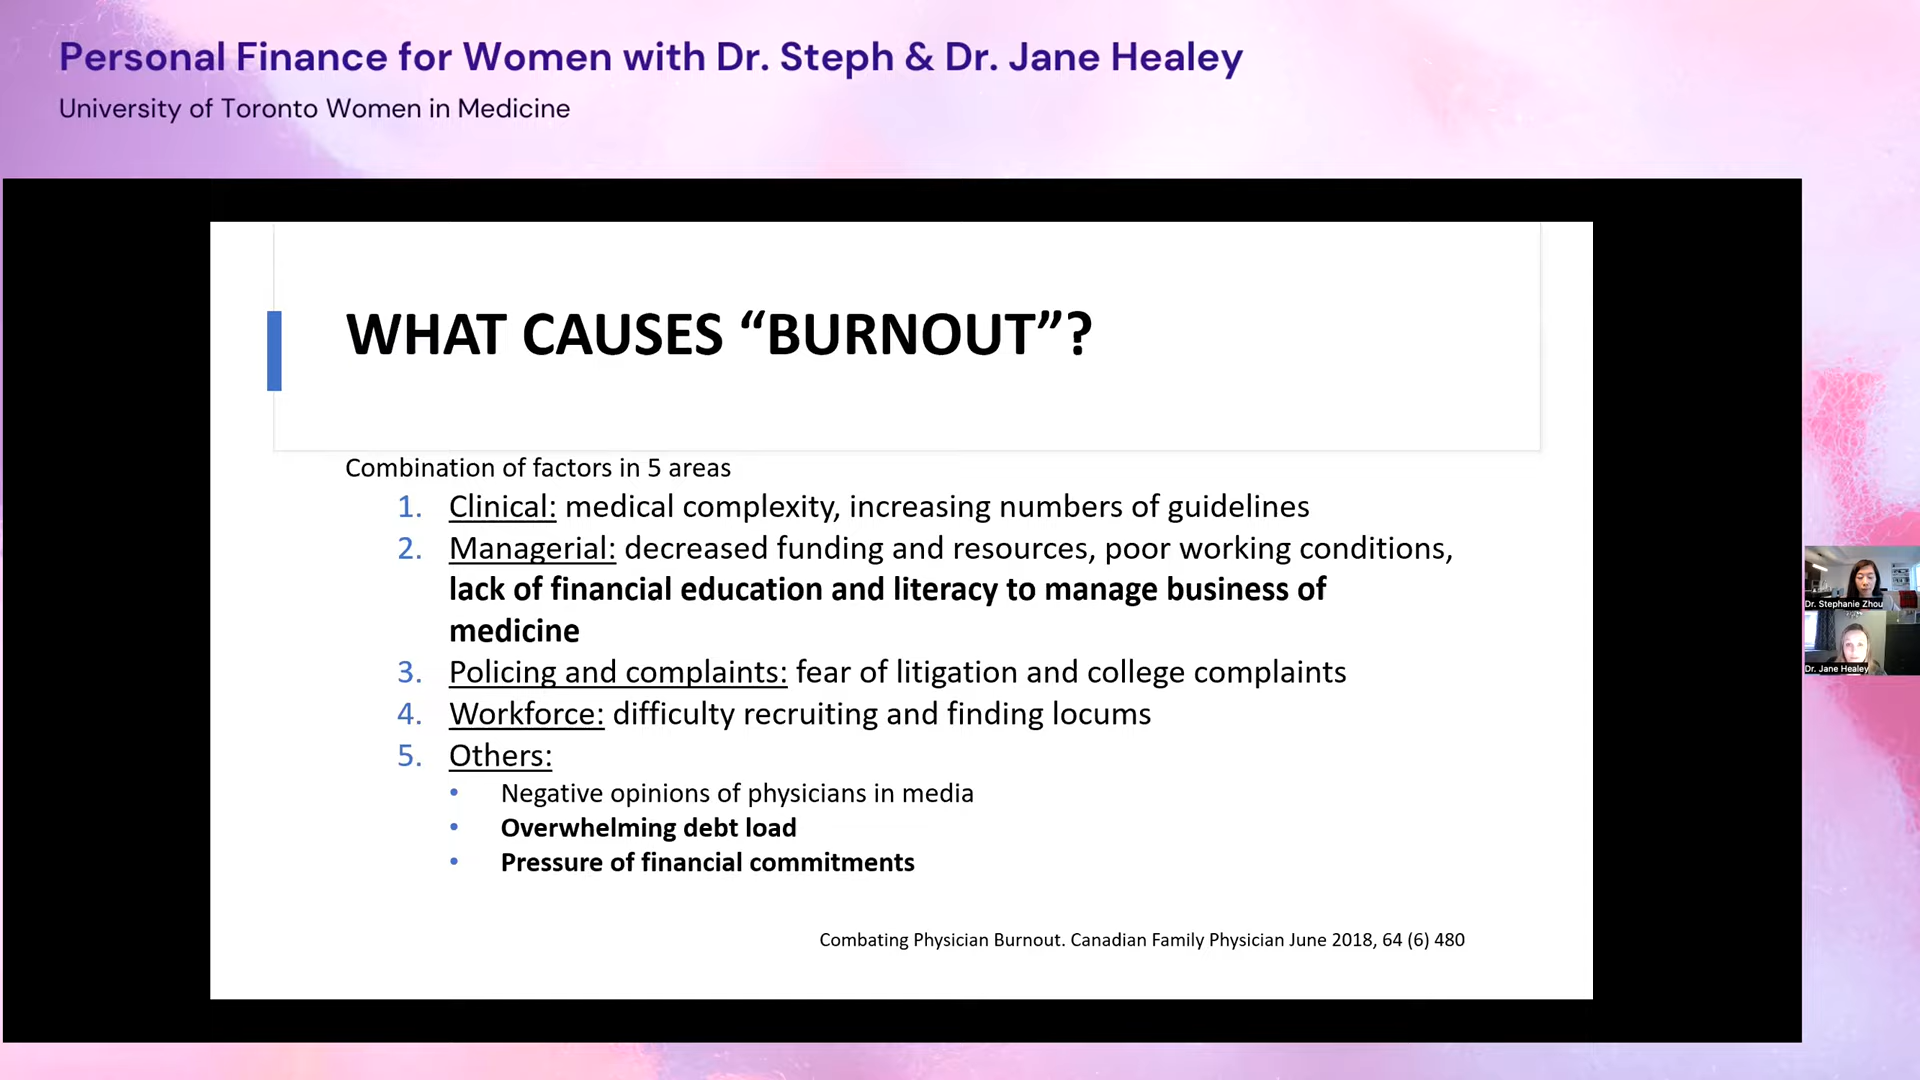 Personal Finance for Women with Dr. Steph & Dr. Jane Healey
University of Toronto Women in Medicine
WHAT CAUSES “BURNOUT”?
Combination of factors in 5 areas
1. Clinical: medical complexity, increasing numbers of guidelines
2. Managerial: decreased funding and resources, poor working conditions,
lack of financial education and literacy to manage business of
medicine
3. Policing and complaints: fear of litigation and college complaints
4. Workforce: difficulty recruiting and finding locums
5. Others:
• Negative opinions of physicians in media
• Overwhelming debt load
• Pressure of financial commitments
Combating Physician Burnout. Canadian Family Physician June 2018, 64 (6) 480
Dr. Stephanie Zhou
Dr. Jane Healey